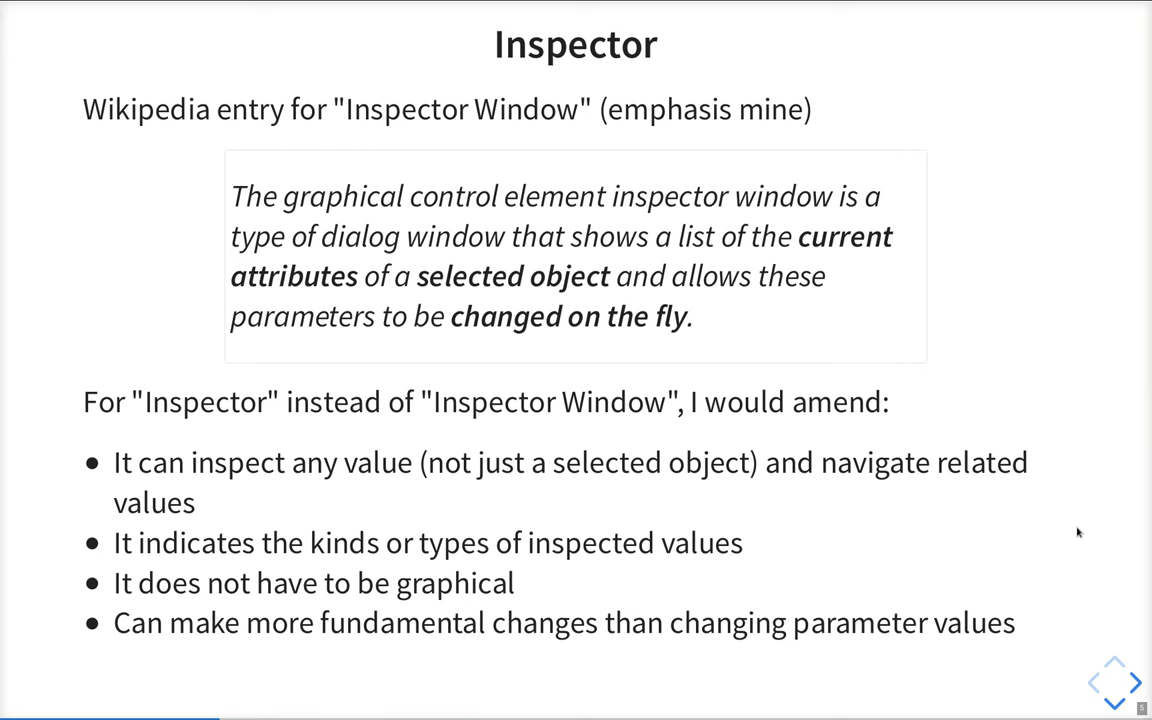 Inspector
Wikipedia entry for "Inspector Window" (emphasis mine)
The graphical control element inspector window is a
type of dialog window that shows a list of the current
attributes of a selected object and allows these
parameters to be changed on the fly.
For "Inspector" instead of "Inspector Window", I would amend:
● It can inspect any value (not just a selected object) and navigate related
values
● It indicates the kinds or types of inspected values
● It does not have to be graphical
● Can make more fundamental changes than changing parameter values
5